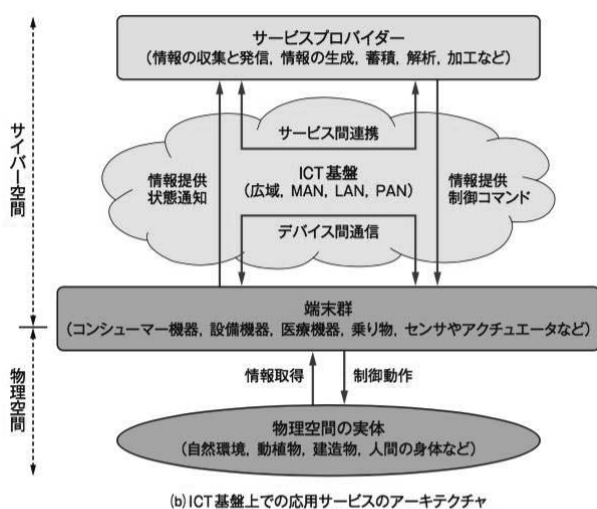 サービスプロバイダー
(情報の収集と発信, 情報の生成, 蓄積, 解析, 加工など)
サイバー空間
サービス間連携
情報提供
状態通知
ICT基盤
(広域, MAN, LAN, PAN)
情報提供
制御コマンド
デバイス間通信
端末群
(コンシューマー機器, 設備機器, 医療機器, 乗り物, センサやアクチュエータなど)
物理空間
情報取得
制御動作
物理空間の実体
(自然環境, 動植物, 建造物, 人間の身体など)
(b) ICT基盤上での応用サービスのアーキテクチャ